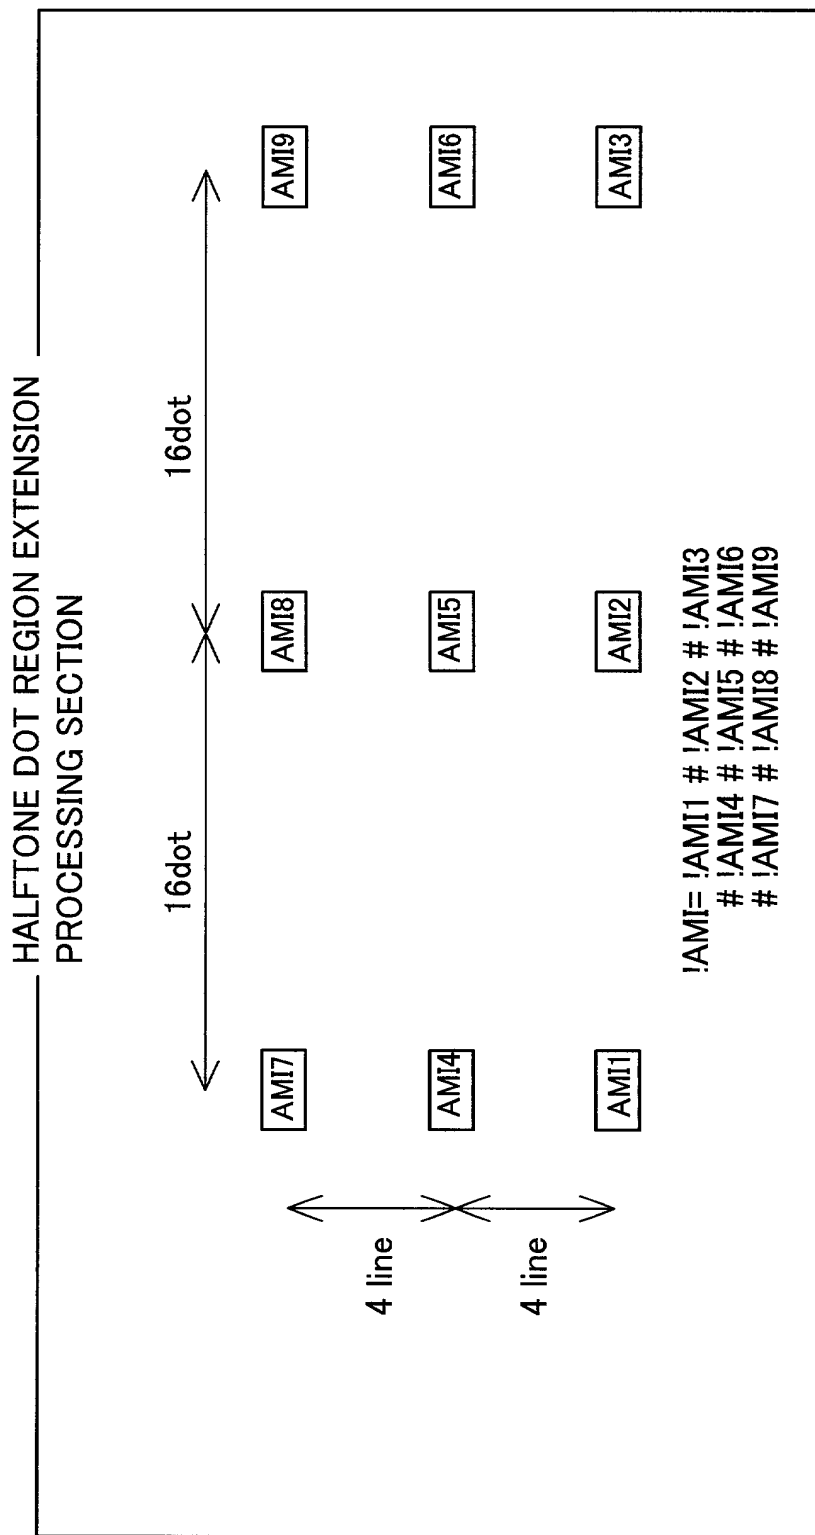 HALFTONE DOT REGION EXTENSION
PROCESSING SECTION
16dot
16dot
4 line
4 line
AMI7
AMI8
AMI9
AMI4
AMI5
AMI6
AMI1
AMI2
AMI3
!AMI= !AMI1 # !AMI2 # !AMI3
# !AMI4 # !AMI5 # !AMI6
# !AMI7 # !AMI8 # !AMI9